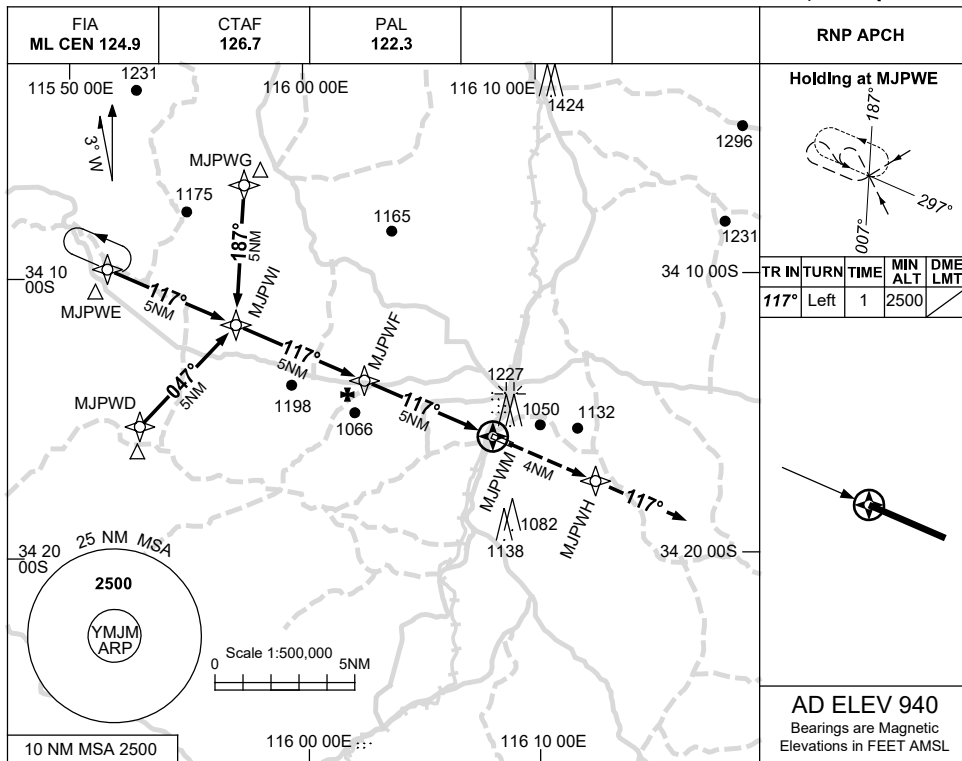 FIA
ML CEN 124.9
CTAF
126.7
PAL
122.3
RNP APCH
115 50 00E
1231
116 00 00E
116 10 00E
1424
1296
3° W
MJPWG
1175
1165
1231
187°
5NM
34 10
00S
34 10 00S
MJPWE
117°
5NM
MJPWI
117°
5NM
MJPWF
047°
5NM
MJPWD
1198
1066
117°
5NM
1227
1050
1132
MJPWM
4NM
MJPWH
117°
1082
1138
34 20
00S
34 20 00S
25 NM MSA
2500
YMJM
ARP
Scale 1:500,000
0
5NM
10 NM MSA 2500
116 00 00E
116 10 00E
Holding at MJPWE
187°
297°
007°
TR IN TURN TIME MIN ALT DME LMT
117° Left 1 2500
AD ELEV 940
Bearings are Magnetic
Elevations in FEET AMSL